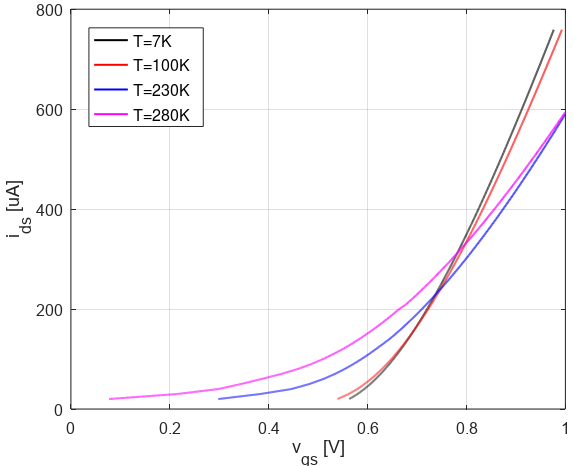 800
600
400
200
0
i_ds [uA]
T=7K
T=100K
T=230K
T=280K
0 0.2 0.4 0.6 0.8 1
v_gs [V]